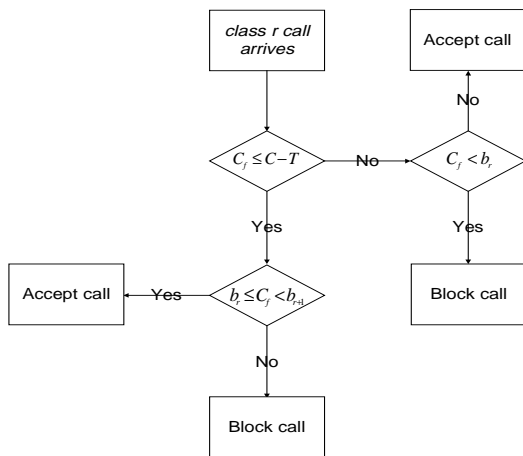 class r call
arrives
Accept call
No
C_f ≤ C−T
No
C_f < b_r
Yes
Yes
Accept call
Yes
b_r ≤ C_f < b_{r+1}
Block call
No
Block call